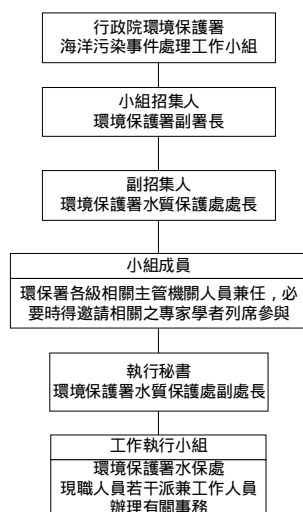 行政院環境保護署
海洋污染事件處理工作小組
小組招集人
環境保護署副署長
副招集人
環境保護署水質保護處處長
小組成員
環保署各級相關主管機關人員兼任，必
要時得邀請相關之專家學者列席參與
執行秘書
環境保護署水質保護處副處長
工作執行小組
環境保護署水保處
現職人員若干派兼工作人員
辦理有關事務